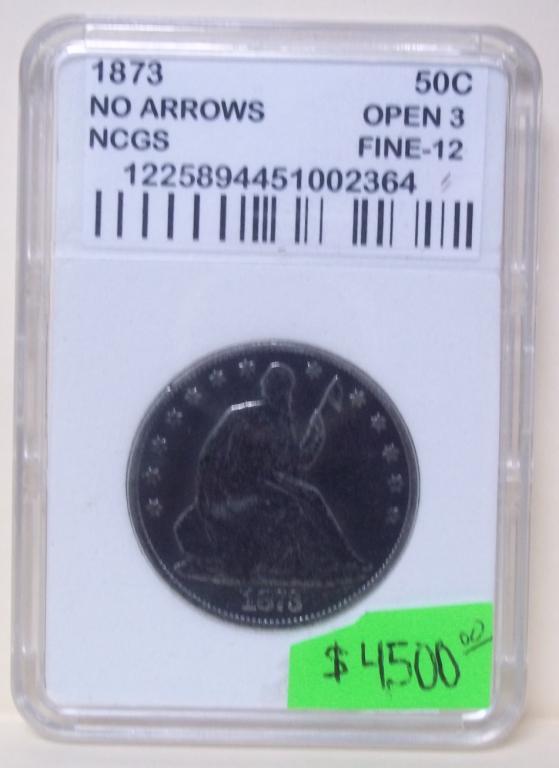 1873 50C
NO ARROWS OPEN 3
NCGS FINE-12
1225894451002364
1873
$4500.00